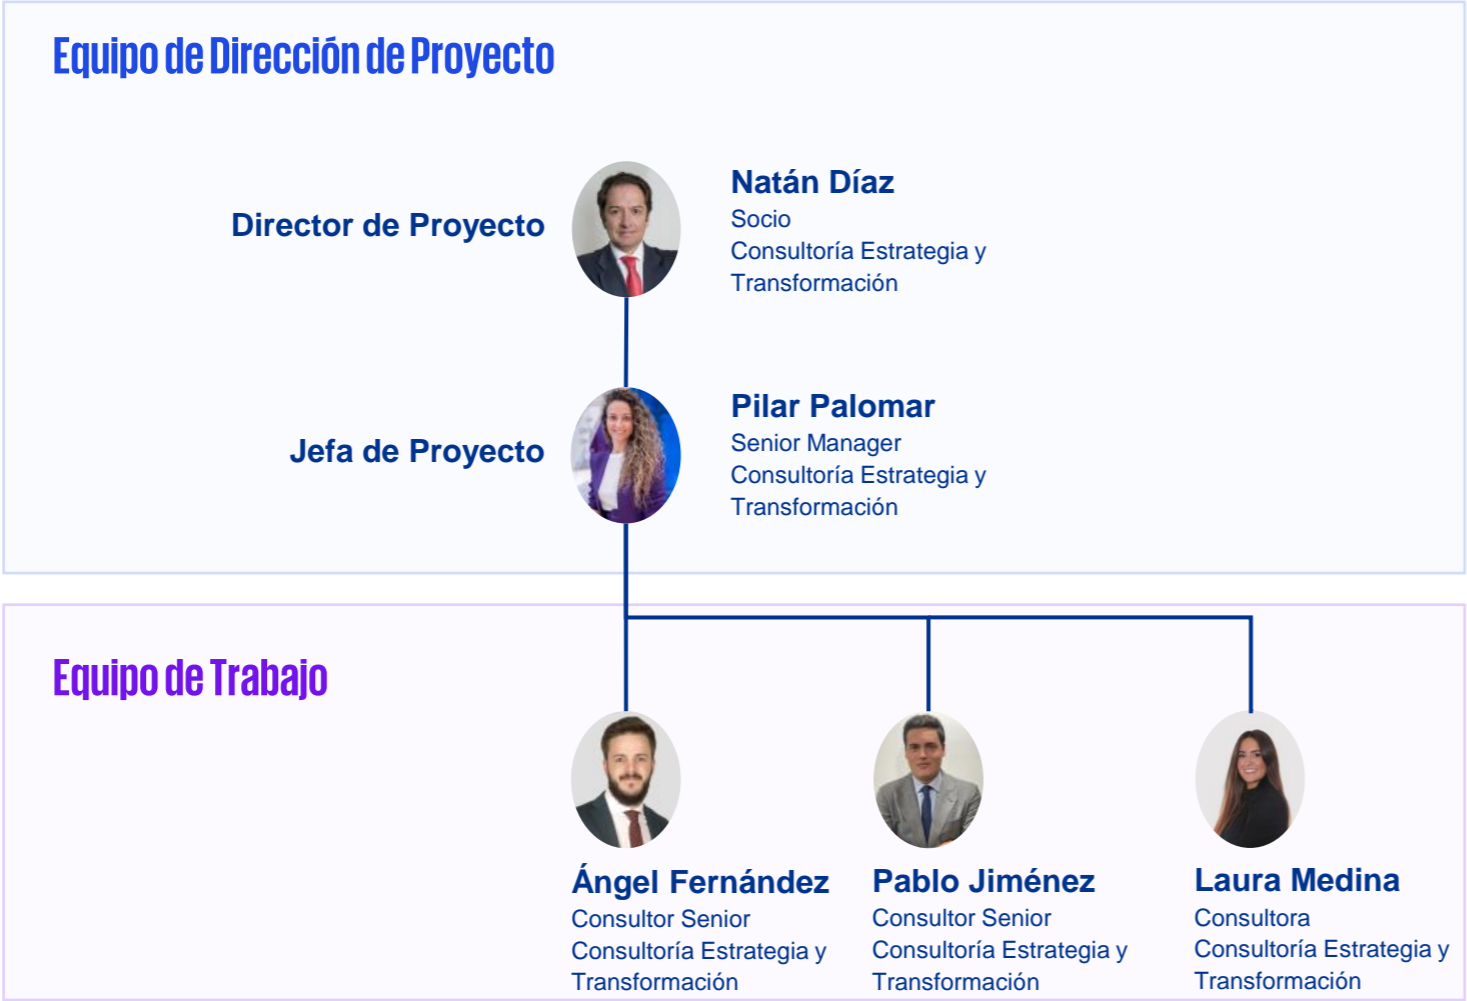 Equipo de Dirección de Proyecto
Director de Proyecto
Natán Díaz
Socio
Consultoría Estrategia y
Transformación
Jefa de Proyecto
Pilar Palomar
Senior Manager
Consultoría Estrategia y
Transformación
Equipo de Trabajo
Ángel Fernández
Consultor Senior
Consultoría Estrategia y
Transformación
Pablo Jiménez
Consultor Senior
Consultoría Estrategia y
Transformación
Laura Medina
Consultora
Consultoría Estrategia y
Transformación